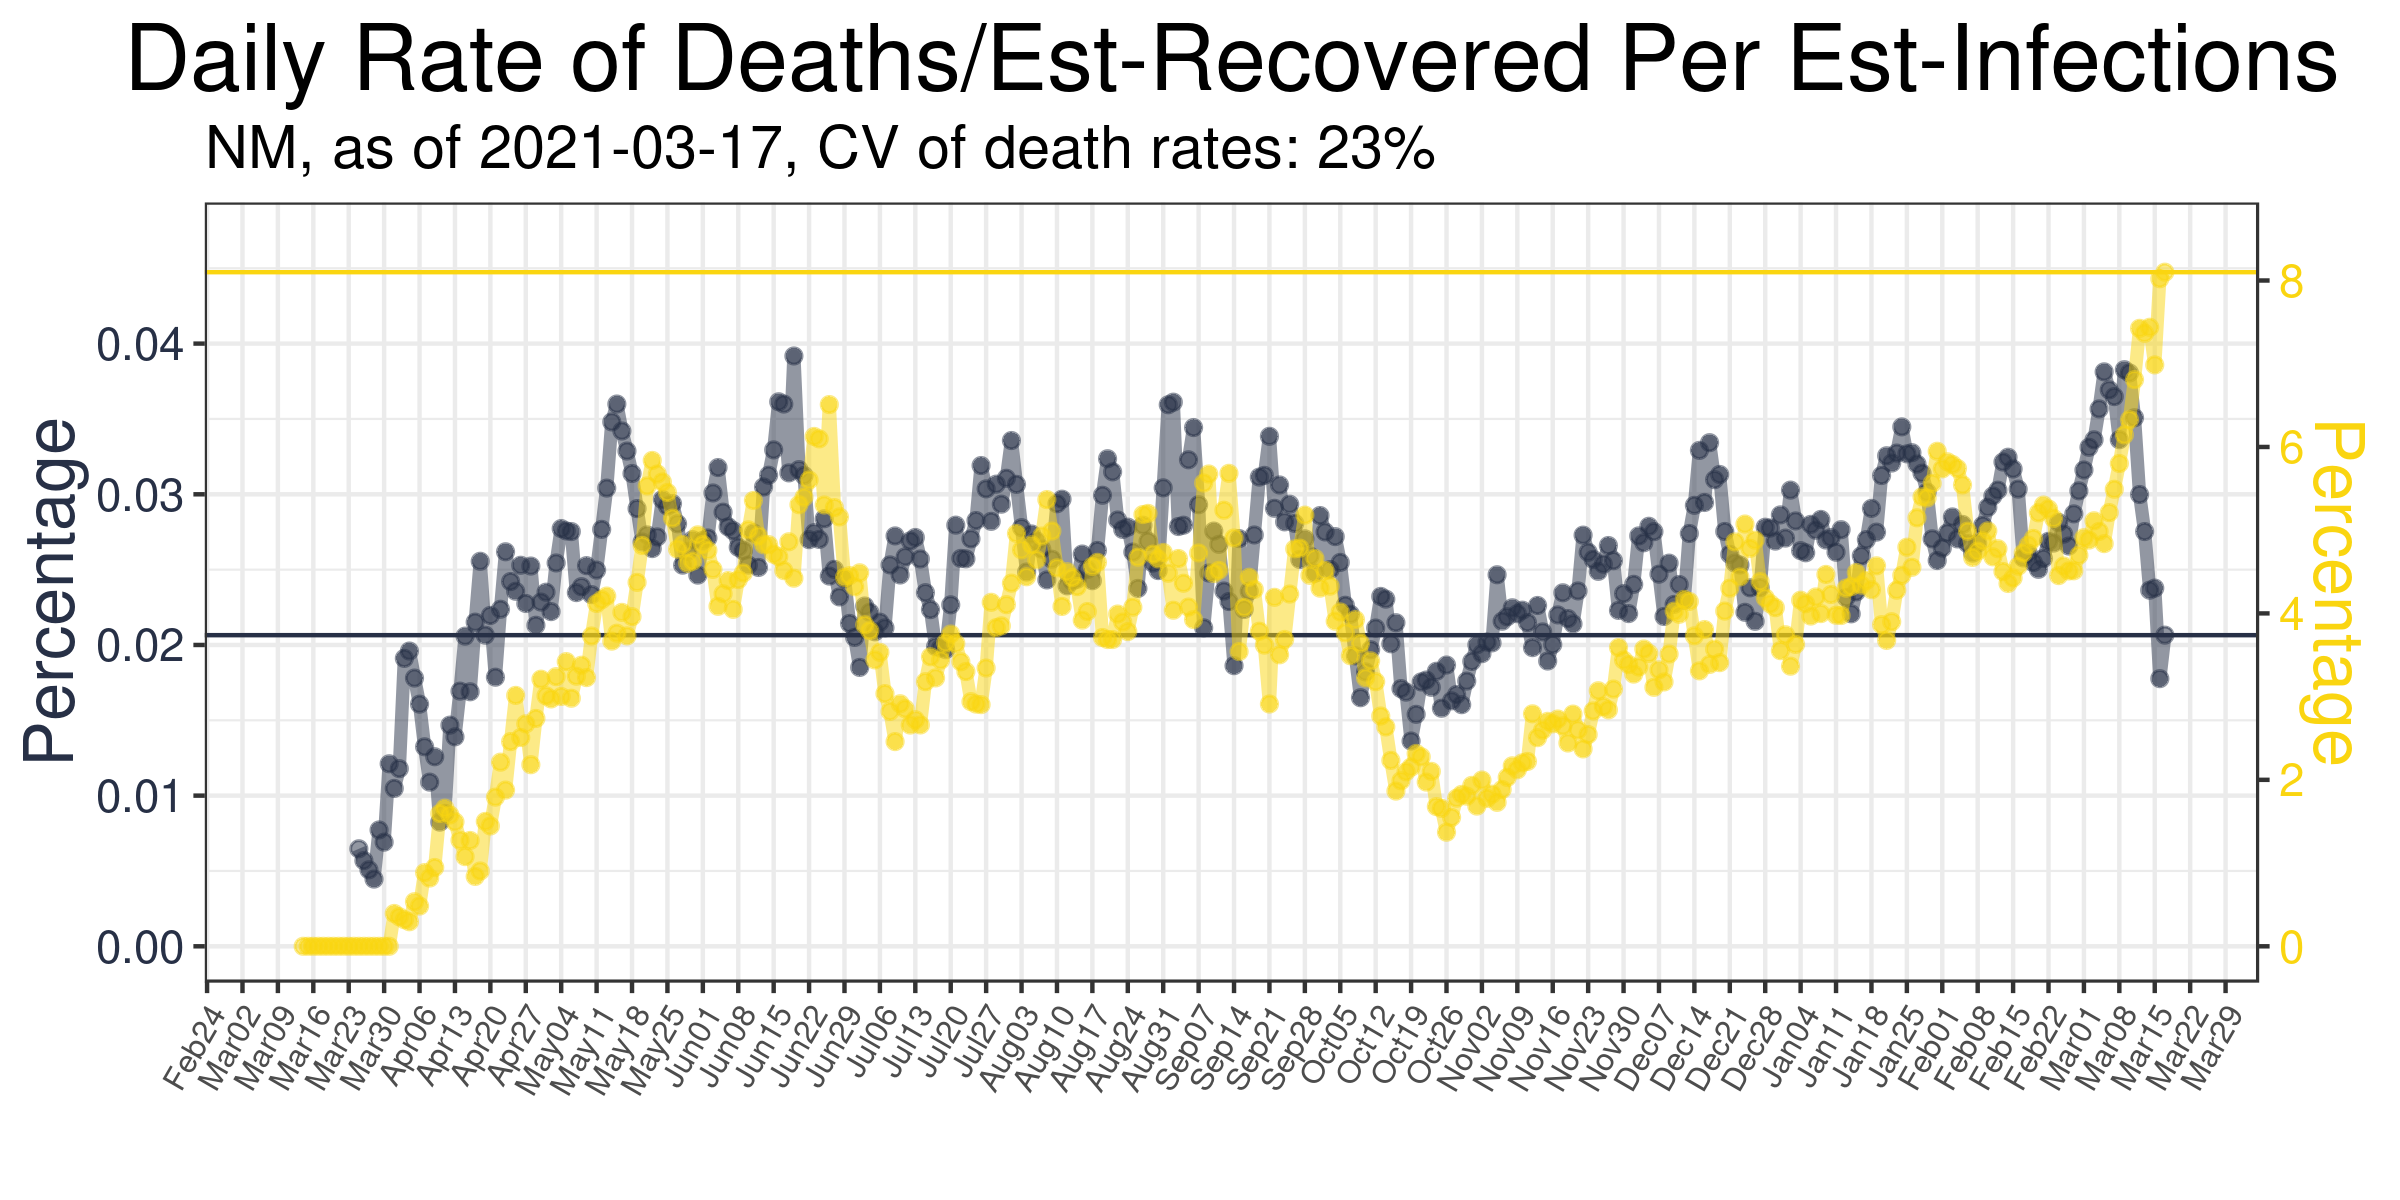 Daily Rate of Deaths/Est-Recovered Per Est-Infections
NM, as of 2021-03-17, CV of death rates: 23%
Percentage
0.04
0.03
0.02
0.01
0.00
8
6
4
2
0
Percentage
Feb24
Mar02
Mar09
Mar16
Mar23
Mar30
Apr06
Apr13
Apr20
Apr27
May04
May11
May18
May25
Jun01
Jun08
Jun15
Jun22
Jun29
Jul06
Jul13
Jul20
Jul27
Aug03
Aug10
Aug17
Aug24
Aug31
Sep07
Sep14
Sep21
Sep28
Oct05
Oct12
Oct19
Oct26
Nov02
Nov09
Nov16
Nov23
Nov30
Dec07
Dec14
Dec21
Dec28
Jan04
Jan11
Jan18
Jan25
Feb01
Feb08
Feb15
Feb22
Mar01
Mar08
Mar15
Mar22
Mar29